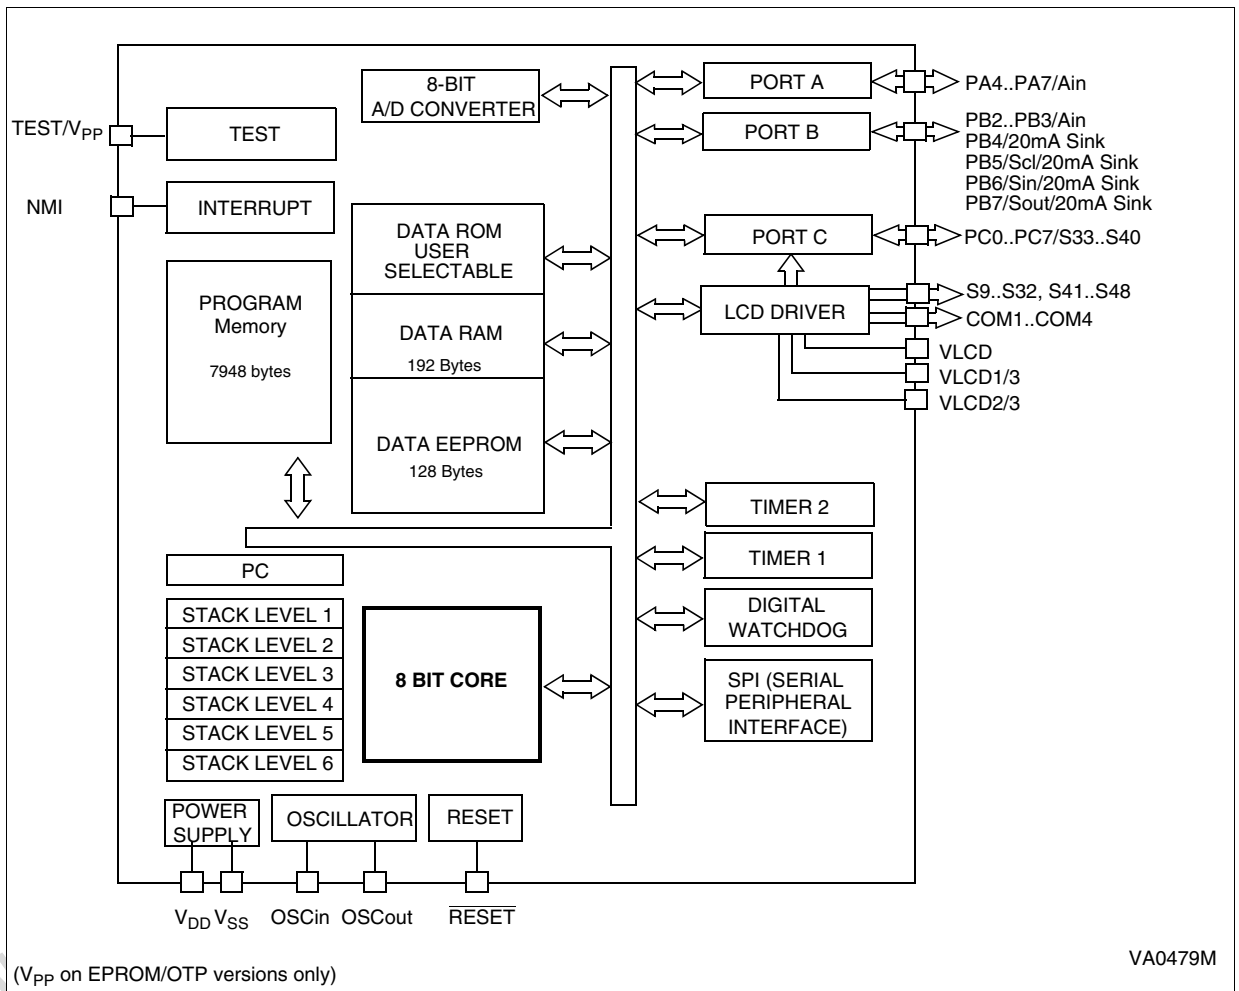 8-BIT
A/D CONVERTER
PORT A
PA4..PA7/Ain
TEST/VPP
TEST
PORT B
PB2..PB3/Ain
PB4/20mA Sink
PB5/Scl/20mA Sink
PB6/Sin/20mA Sink
PB7/Sout/20mA Sink
NMI
INTERRUPT
DATA ROM
USER
SELECTABLE
PORT C
PC0..PC7/S33..S40
PROGRAM
Memory
7948 bytes
DATA RAM
192 Bytes
LCD DRIVER
S9..S32, S41..S48
COM1..COM4
VLCD
VLCD1/3
VLCD2/3
DATA EEPROM
128 Bytes
TIMER 2
TIMER 1
PC
DIGITAL
WATCHDOG
STACK LEVEL 1
STACK LEVEL 2
STACK LEVEL 3
STACK LEVEL 4
STACK LEVEL 5
STACK LEVEL 6
8 BIT CORE
SPI (SERIAL
PERIPHERAL
INTERFACE)
POWER
SUPPLY
OSCILLATOR
RESET
VDD VSS
OSCin OSCout
RESET
VA0479M
(VPP on EPROM/OTP versions only)